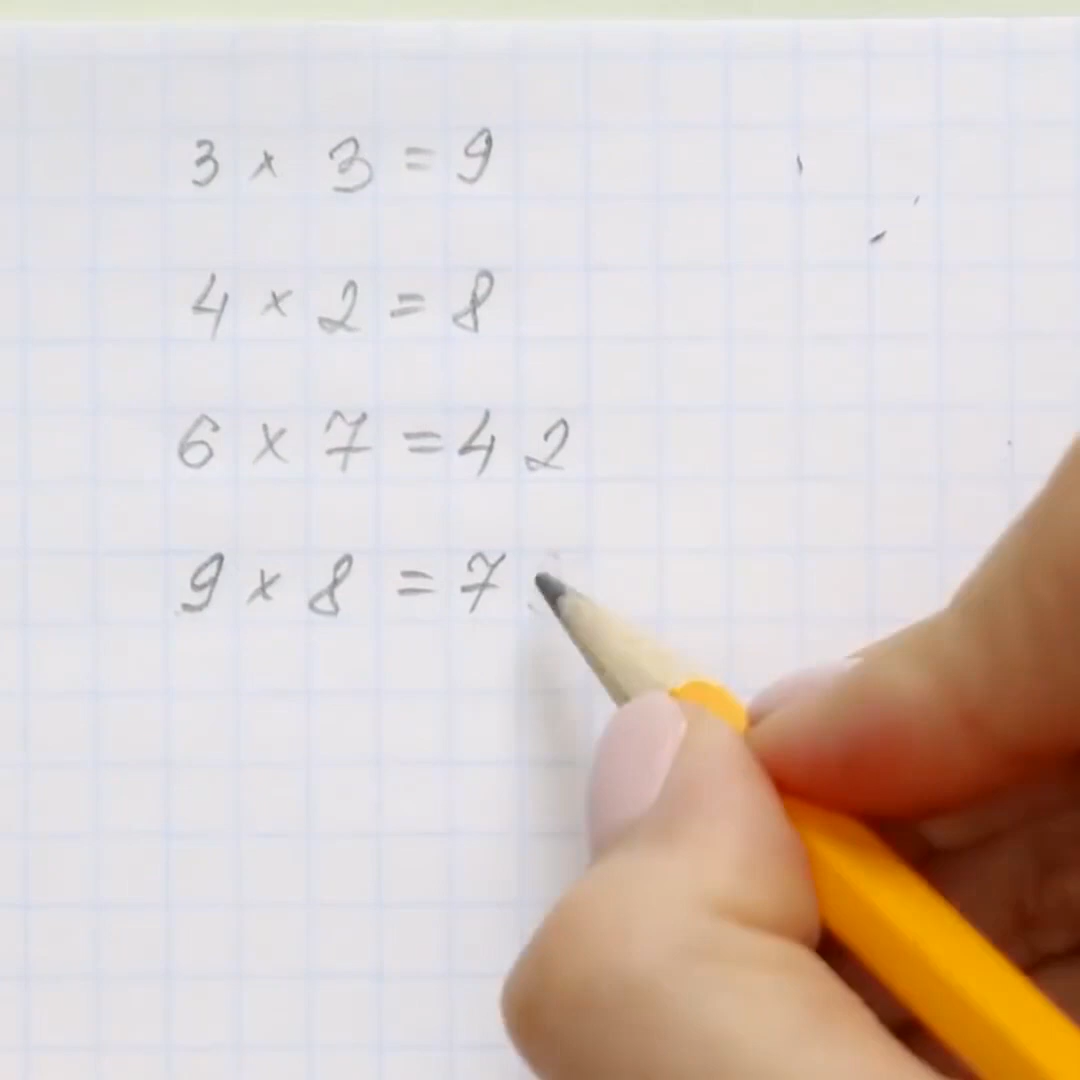 3 × 3 = 9
4 × 2 = 8
6 × 7 = 42
9 × 8 = 7